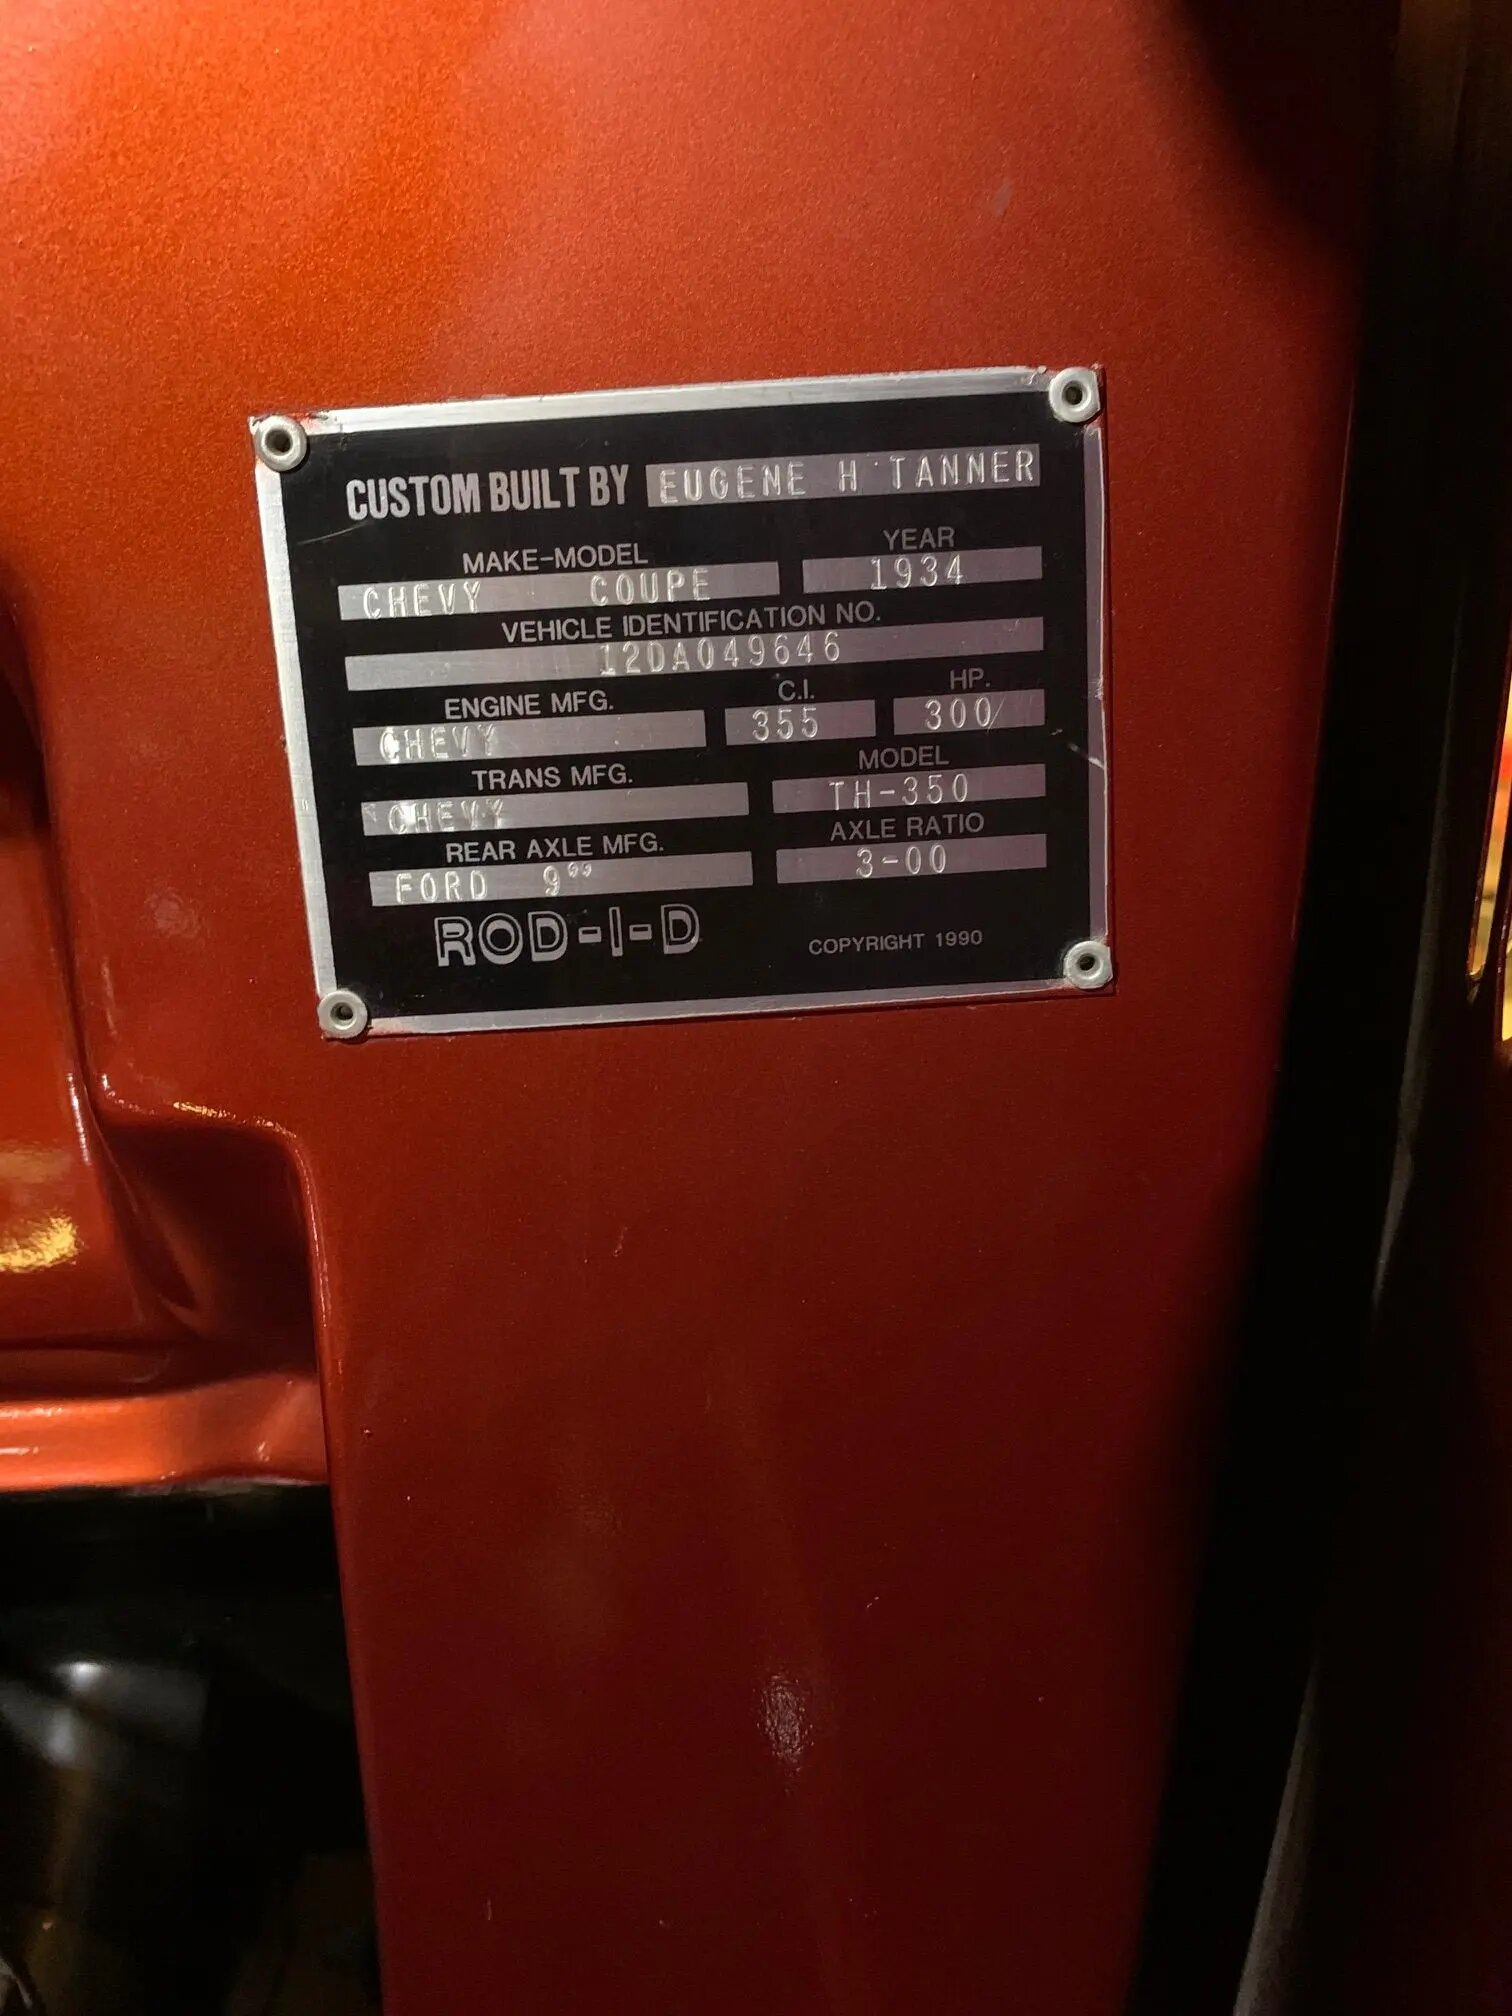 CUSTOM BUILT BY EUGENE H TANNER
MAKE-MODEL YEAR
CHEVY COUPE 1934
VEHICLE IDENTIFICATION NO.
12DA049646
ENGINE MFG. C.I. HP.
CHEVY 355 300
TRANS MFG. MODEL
CHEVY TH-350
REAR AXLE MFG. AXLE RATIO
FORD 9" 3-00
ROD-I-D COPYRIGHT 1990